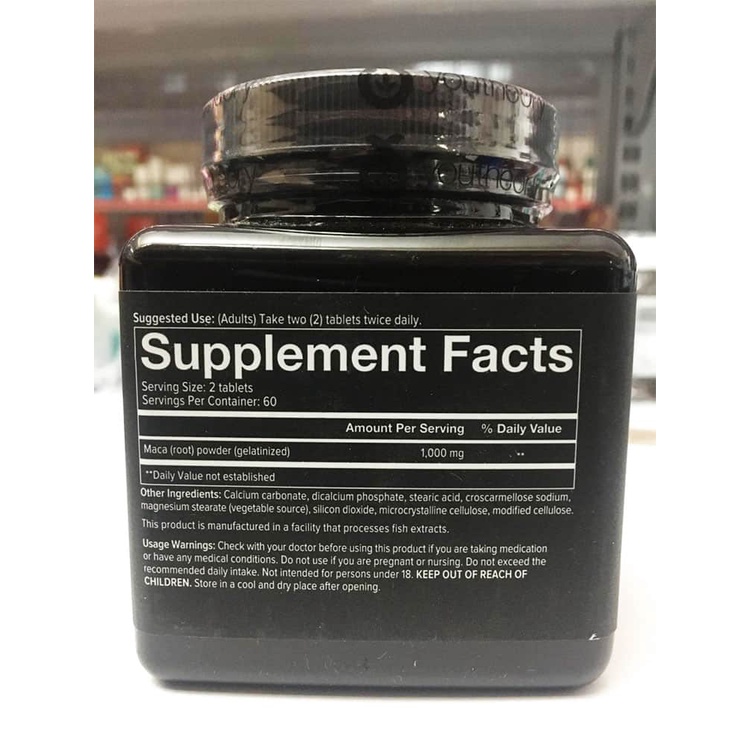 youtheory
youtheory
Suggested Use: (Adults) Take two (2) tablets twice daily.
Supplement Facts
Serving Size: 2 tablets
Servings Per Container: 60
Amount Per Serving % Daily Value
Maca (root) powder (gelatinized) 1,000 mg **
**Daily Value not established
Other Ingredients: Calcium carbonate, dicalcium phosphate, stearic acid, croscarmellose sodium,
magnesium stearate (vegetable source), silicon dioxide, microcrystalline cellulose, modified cellulose.
This product is manufactured in a facility that processes fish extracts.
Usage Warnings: Check with your doctor before using this product if you are taking medication
or have any medical conditions. Do not use if you are pregnant or nursing. Do not exceed the
recommended daily intake. Not intended for persons under 18. KEEP OUT OF REACH OF
CHILDREN. Store in a cool and dry place after opening.